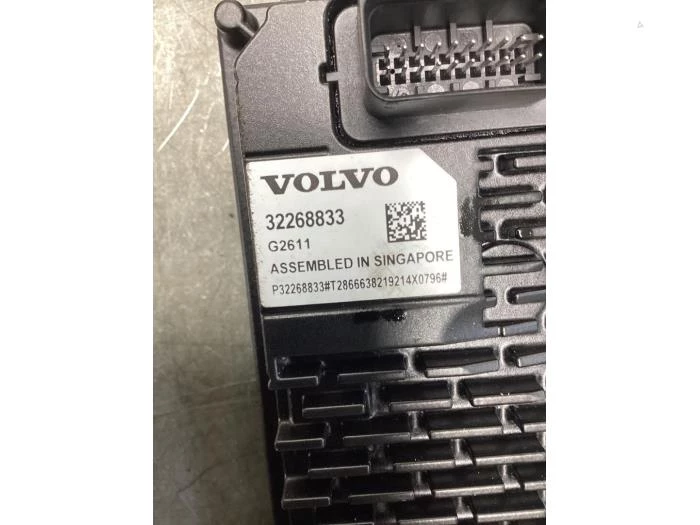 VOLVO
32268833
G2611
ASSEMBLED IN SINGAPORE
P32268833#T2866638219214X0796#